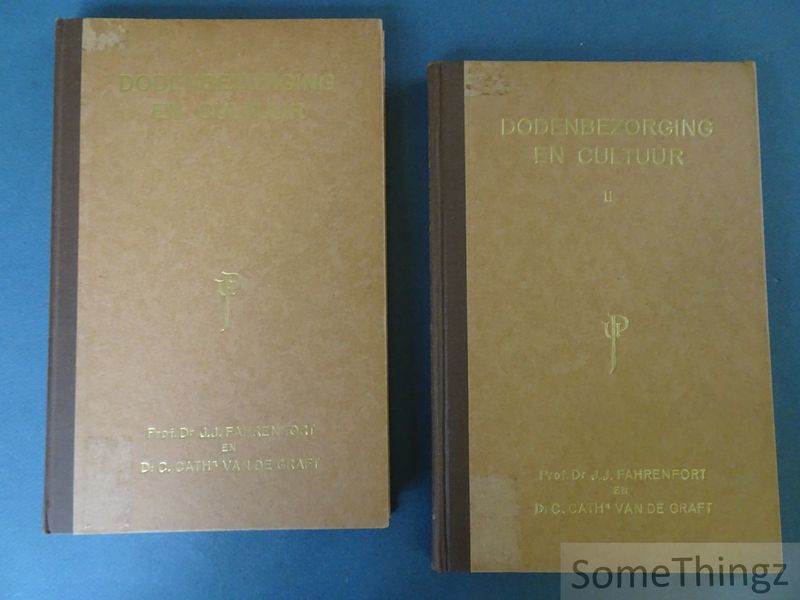 DODENBEZORGING
EN CULTUUR
Prof. Dr J.J. FAHRENFORT
EN
Dr C. CATHª VAN DE GRAFT
DODENBEZORGING
EN CULTUUR
II
Prof. Dr J.J. FAHRENFORT
EN
Dr C. CATHª VAN DE GRAFT
SomeThingz